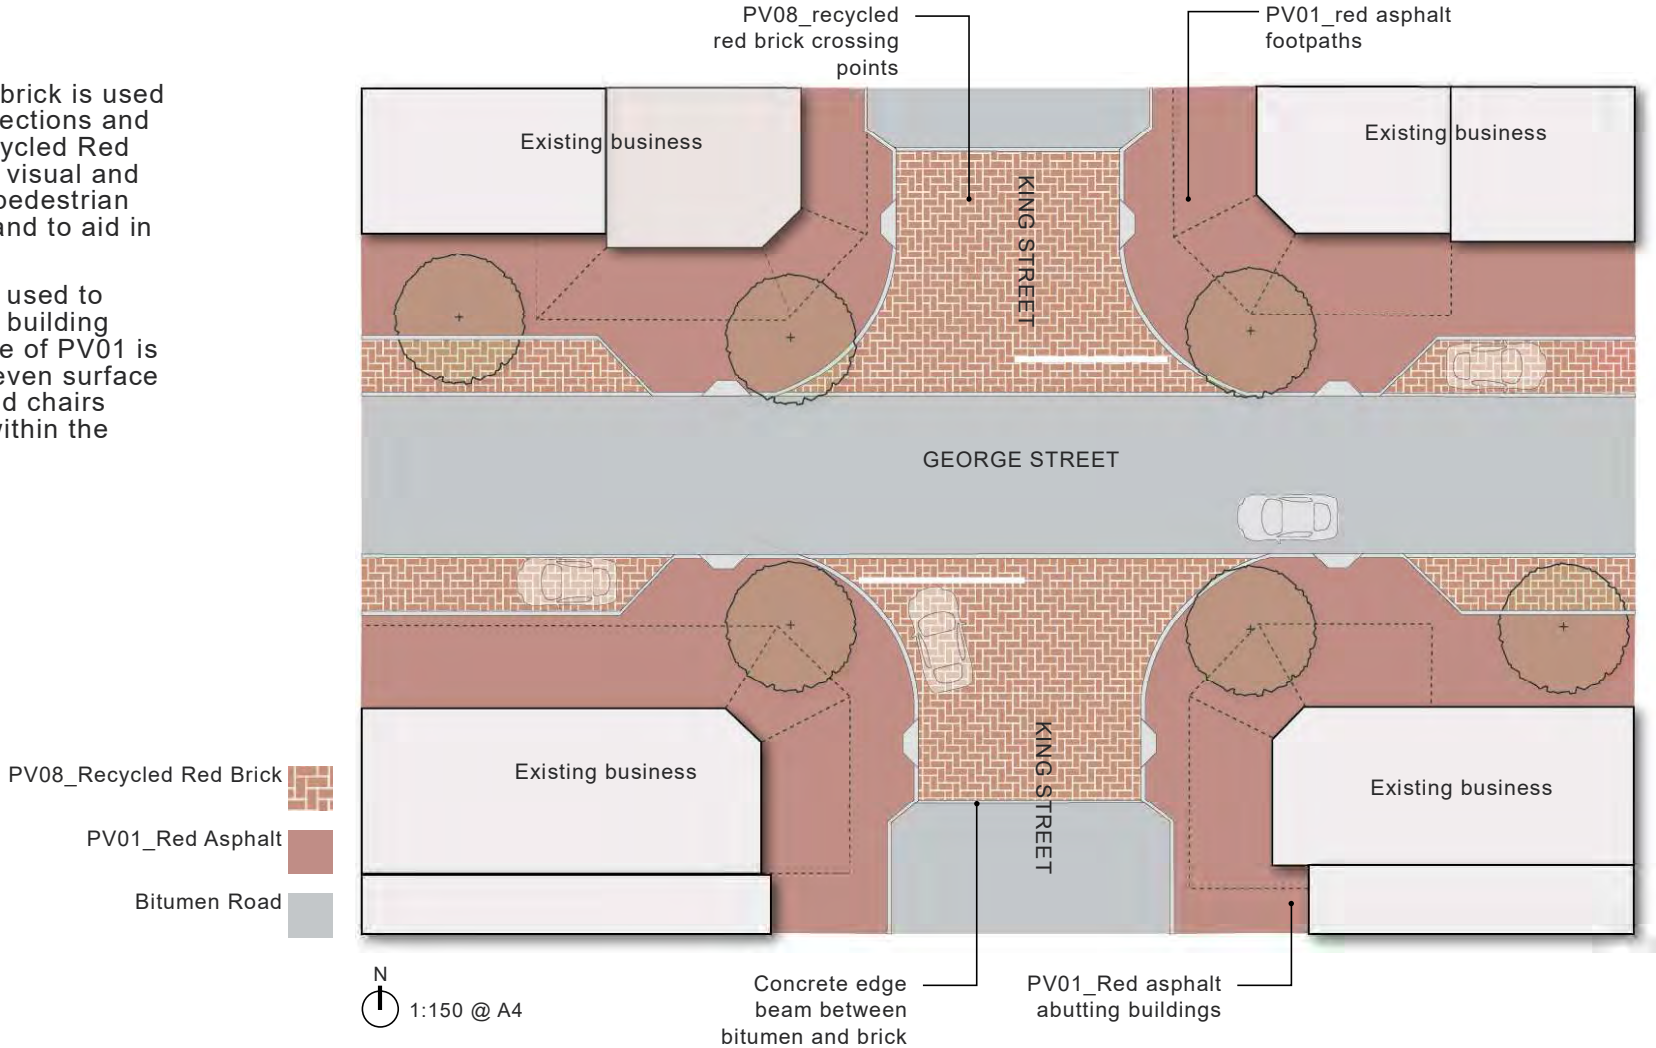 PV08_recycled
red brick crossing
points
PV01_red asphalt
footpaths
brick is used
ections and
ycled Red
visual and
pedestrian
and to aid in
used to
building
e of PV01 is
even surface
d chairs
within the
Existing business
Existing business
KING STREET
GEORGE STREET
KING STREET
Existing business
Existing business
PV08_Recycled Red Brick
PV01_Red Asphalt
Bitumen Road
N
1:150 @ A4
Concrete edge
beam between
bitumen and brick
PV01_Red asphalt
abutting buildings